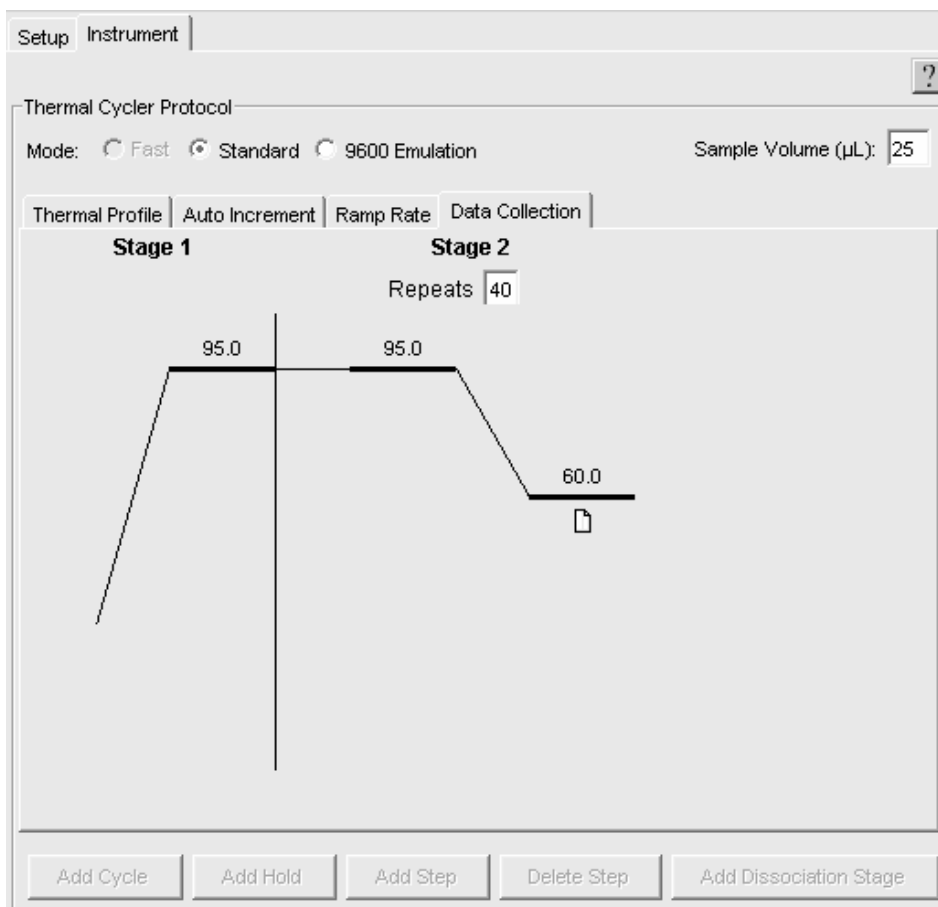 Setup Instrument
?
Thermal Cycler Protocol
Mode: Fast Standard 9600 Emulation Sample Volume (µL): 25
Thermal Profile Auto Increment Ramp Rate Data Collection
Stage 1 Stage 2
Repeats 40
95.0 95.0
60.0
Add Cycle Add Hold Add Step Delete Step Add Dissociation Stage